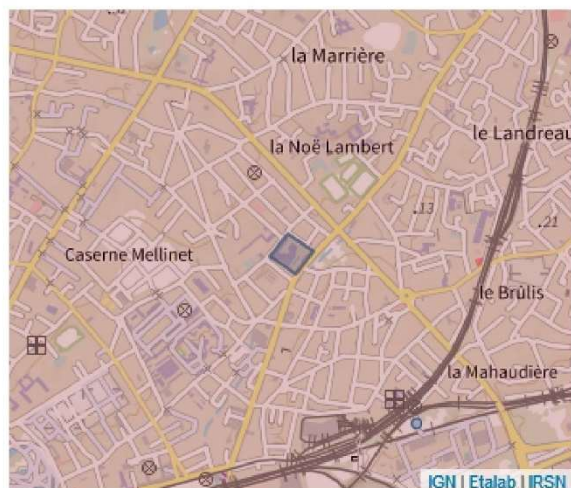 la Marrière
le Landreau
la Noë Lambert
.13
.21
Caserne Mellinet
le Brûlis
la Mahaudière
IGN | Etalab | IRSN